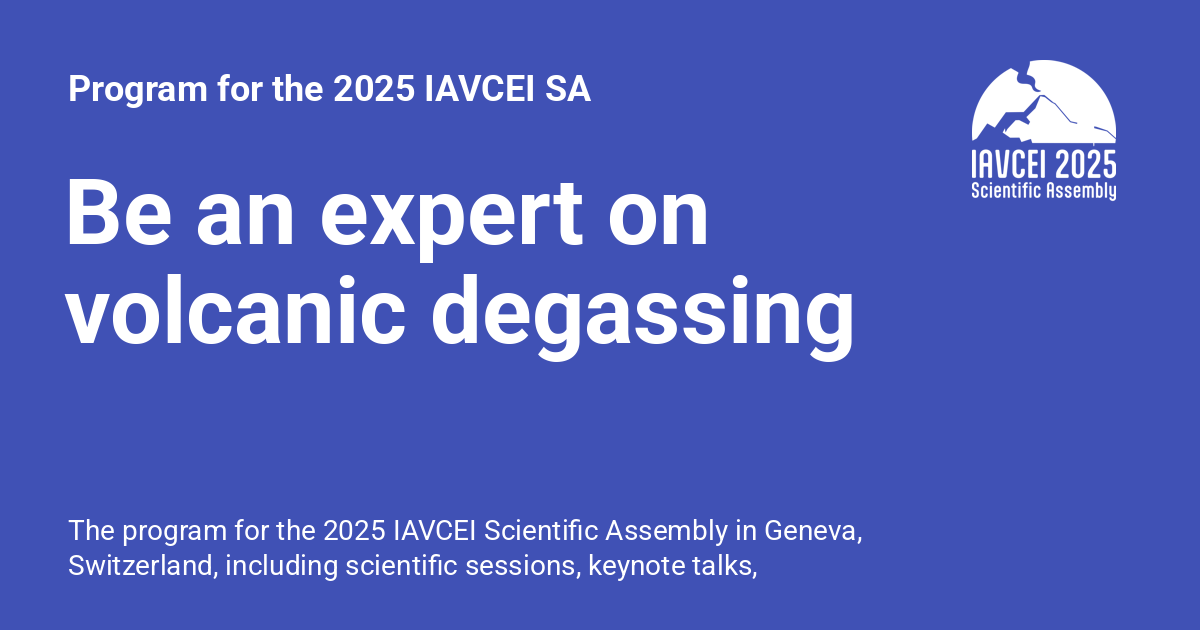 Program for the 2025 IAVCEI SA
IAVCEI 2025
Scientific Assembly
Be an expert on
volcanic degassing
The program for the 2025 IAVCEI Scientific Assembly in Geneva,
Switzerland, including scientific sessions, keynote talks,